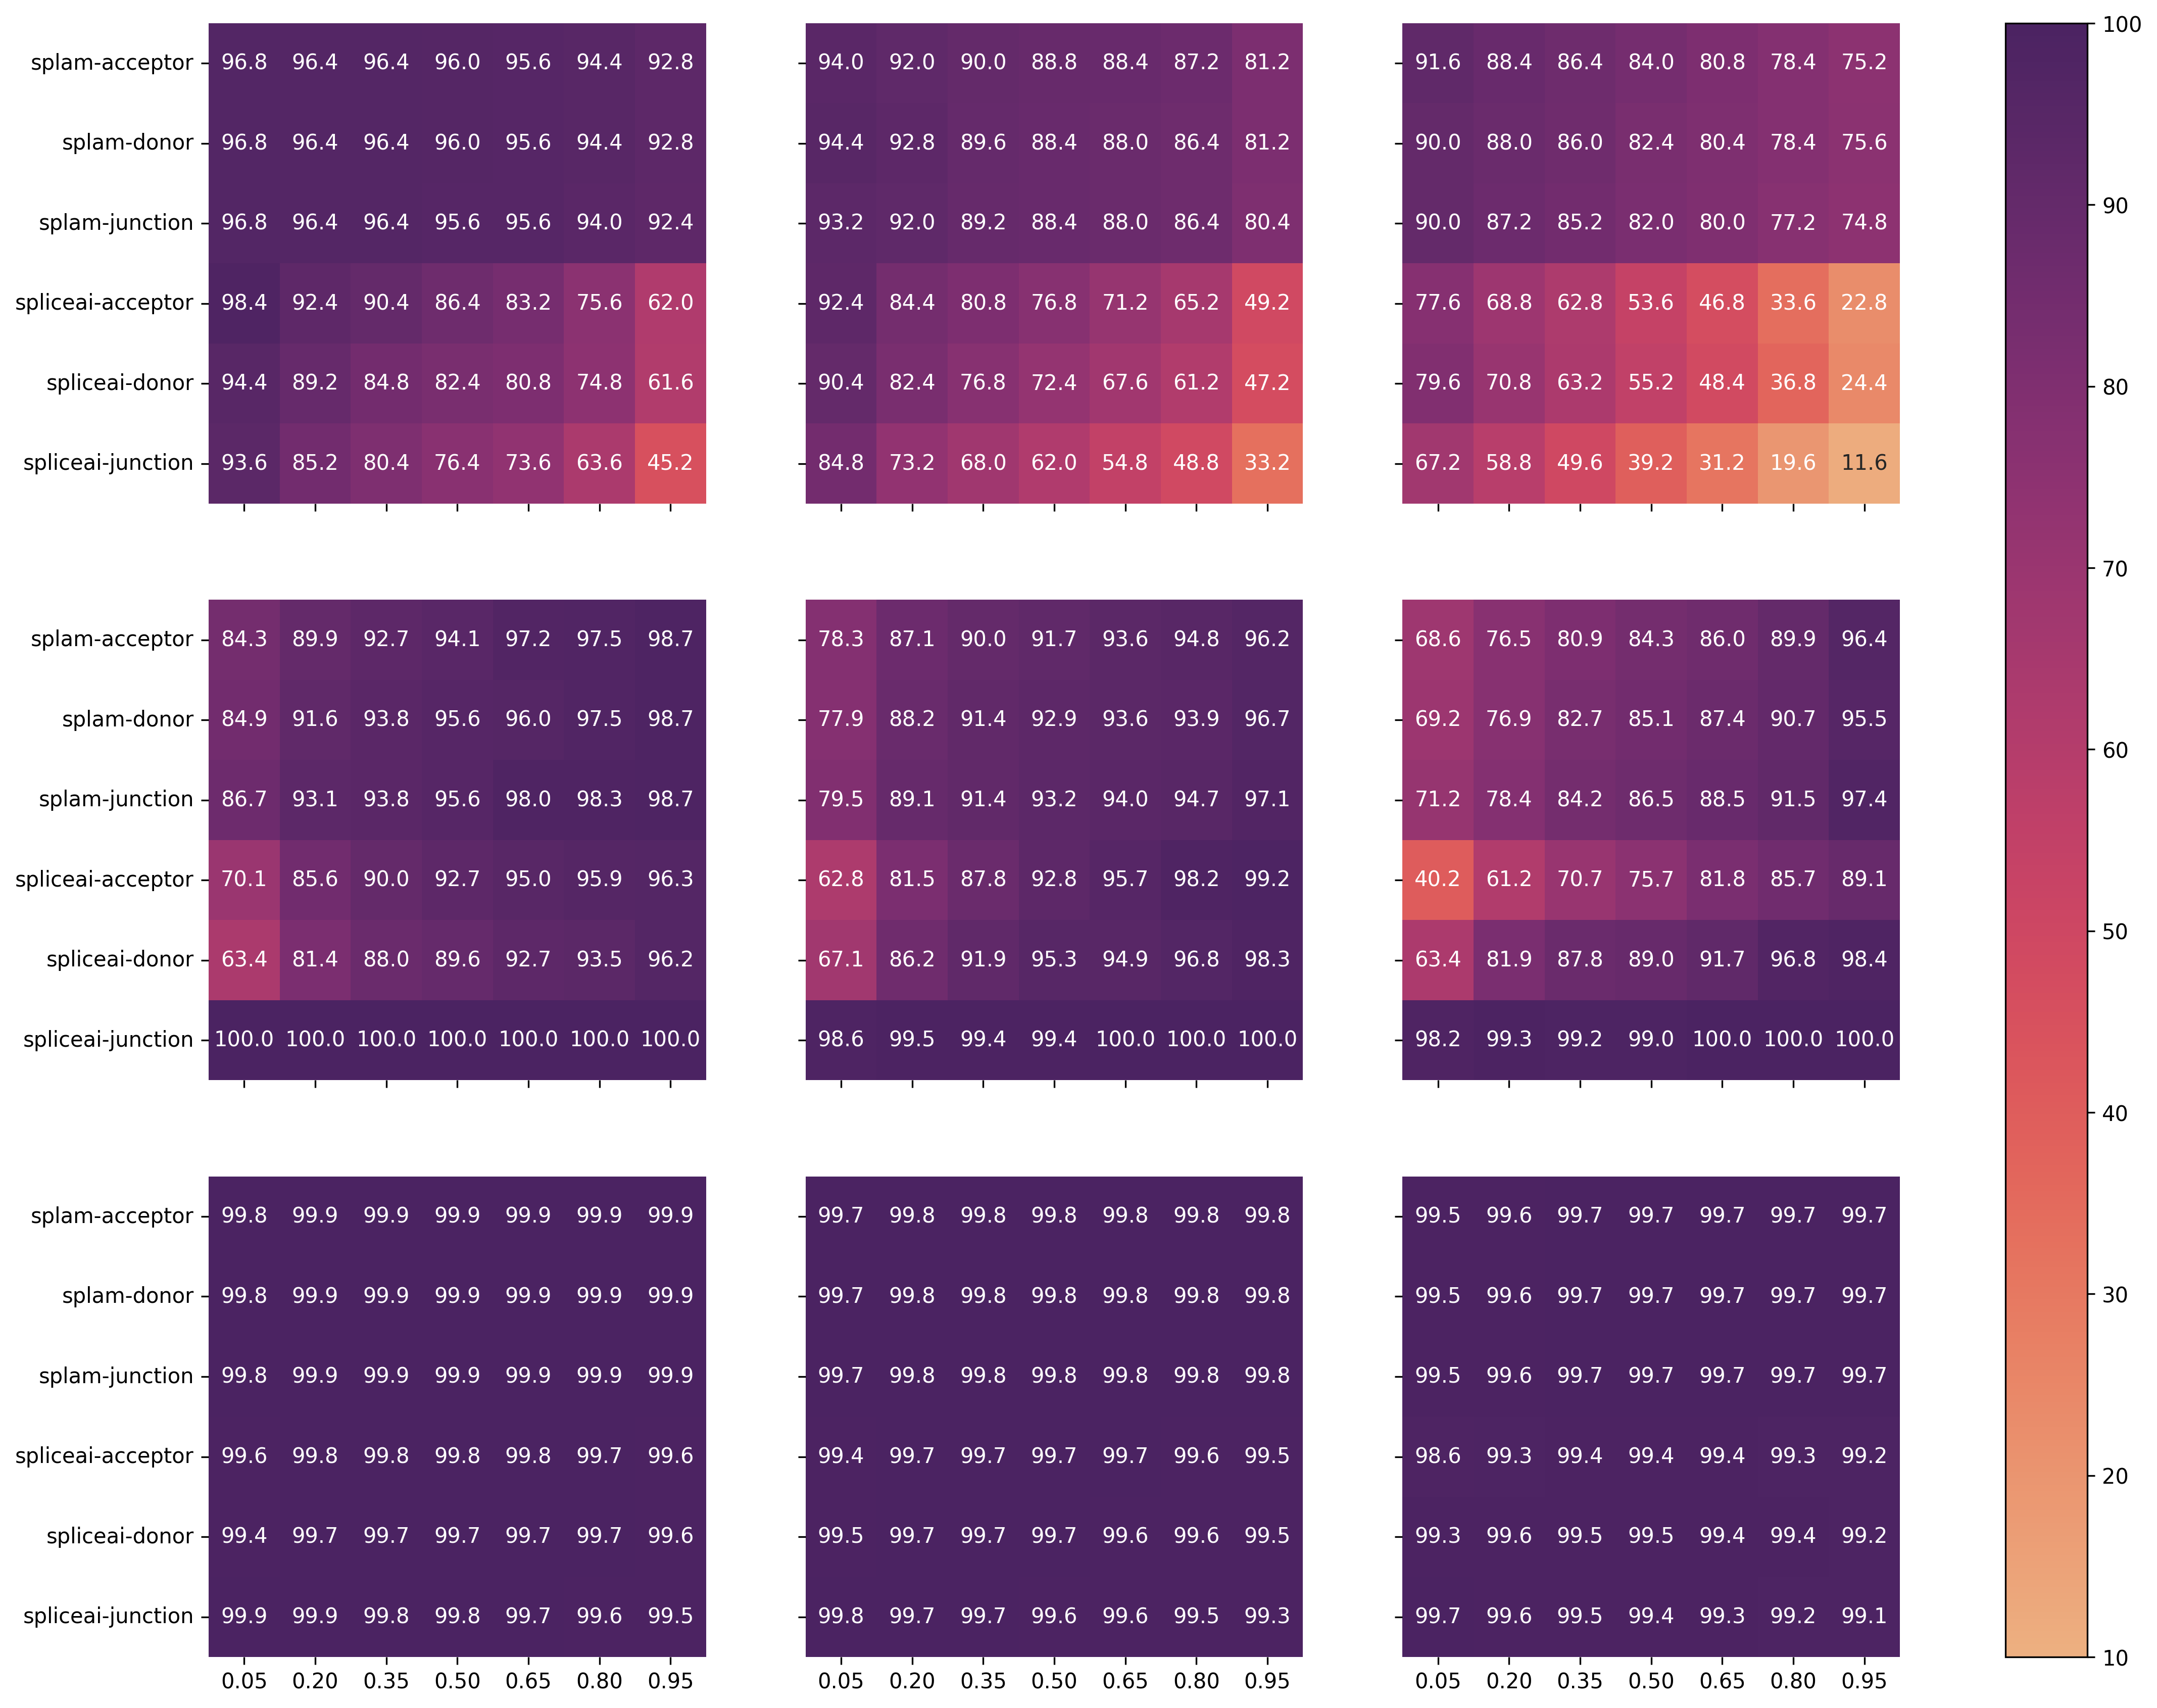 splam-acceptor 96.8 96.4 96.4 96.0 95.6 94.4 92.8 94.0 92.0 90.0 88.8 88.4 87.2 81.2 91.6 88.4 86.4 84.0 80.8 78.4 75.2
splam-donor 96.8 96.4 96.4 96.0 95.6 94.4 92.8 94.4 92.8 89.6 88.4 88.0 86.4 81.2 90.0 88.0 86.0 82.4 80.4 78.4 75.6
splam-junction 96.8 96.4 96.4 95.6 95.6 94.0 92.4 93.2 92.0 89.2 88.4 88.0 86.4 80.4 90.0 87.2 85.2 82.0 80.0 77.2 74.8
spliceai-acceptor 98.4 92.4 90.4 86.4 83.2 75.6 62.0 92.4 84.4 80.8 76.8 71.2 65.2 49.2 77.6 68.8 62.8 53.6 46.8 33.6 22.8
spliceai-donor 94.4 89.2 84.8 82.4 80.8 74.8 61.6 90.4 82.4 76.8 72.4 67.6 61.2 47.2 79.6 70.8 63.2 55.2 48.4 36.8 24.4
spliceai-junction 93.6 85.2 80.4 76.4 73.6 63.6 45.2 84.8 73.2 68.0 62.0 54.8 48.8 33.2 67.2 58.8 49.6 39.2 31.2 19.6 11.6
splam-acceptor 84.3 89.9 92.7 94.1 97.2 97.5 98.7 78.3 87.1 90.0 91.7 93.6 94.8 96.2 68.6 76.5 80.9 84.3 86.0 89.9 96.4
splam-donor 84.9 91.6 93.8 95.6 96.0 97.5 98.7 77.9 88.2 91.4 92.9 93.6 93.9 96.7 69.2 76.9 82.7 85.1 87.4 90.7 95.5
splam-junction 86.7 93.1 93.8 95.6 98.0 98.3 98.7 79.5 89.1 91.4 93.2 94.0 94.7 97.1 71.2 78.4 84.2 86.5 88.5 91.5 97.4
spliceai-acceptor 70.1 85.6 90.0 92.7 95.0 95.9 96.3 62.8 81.5 87.8 92.8 95.7 98.2 99.2 40.2 61.2 70.7 75.7 81.8 85.7 89.1
spliceai-donor 63.4 81.4 88.0 89.6 92.7 93.5 96.2 67.1 86.2 91.9 95.3 94.9 96.8 98.3 63.4 81.9 87.8 89.0 91.7 96.8 98.4
spliceai-junction 100.0 100.0 100.0 100.0 100.0 100.0 100.0 98.6 99.5 99.4 99.4 100.0 100.0 100.0 98.2 99.3 99.2 99.0 100.0 100.0 100.0
splam-acceptor 99.8 99.9 99.9 99.9 99.9 99.9 99.9 99.7 99.8 99.8 99.8 99.8 99.8 99.8 99.5 99.6 99.7 99.7 99.7 99.7 99.7
splam-donor 99.8 99.9 99.9 99.9 99.9 99.9 99.9 99.7 99.8 99.8 99.8 99.8 99.8 99.8 99.5 99.6 99.7 99.7 99.7 99.7 99.7
splam-junction 99.8 99.9 99.9 99.9 99.9 99.9 99.9 99.7 99.8 99.8 99.8 99.8 99.8 99.8 99.5 99.6 99.7 99.7 99.7 99.7 99.7
spliceai-acceptor 99.6 99.8 99.8 99.8 99.8 99.7 99.6 99.4 99.7 99.7 99.7 99.7 99.6 99.5 98.6 99.3 99.4 99.4 99.4 99.3 99.2
spliceai-donor 99.4 99.7 99.7 99.7 99.7 99.7 99.6 99.5 99.7 99.7 99.7 99.6 99.6 99.5 99.3 99.6 99.5 99.5 99.4 99.4 99.2
spliceai-junction 99.9 99.9 99.8 99.8 99.7 99.6 99.5 99.8 99.7 99.7 99.6 99.6 99.5 99.3 99.7 99.6 99.5 99.4 99.3 99.2 99.1
0.05 0.20 0.35 0.50 0.65 0.80 0.95 0.05 0.20 0.35 0.50 0.65 0.80 0.95 0.05 0.20 0.35 0.50 0.65 0.80 0.95
100
90
80
70
60
50
40
30
20
10